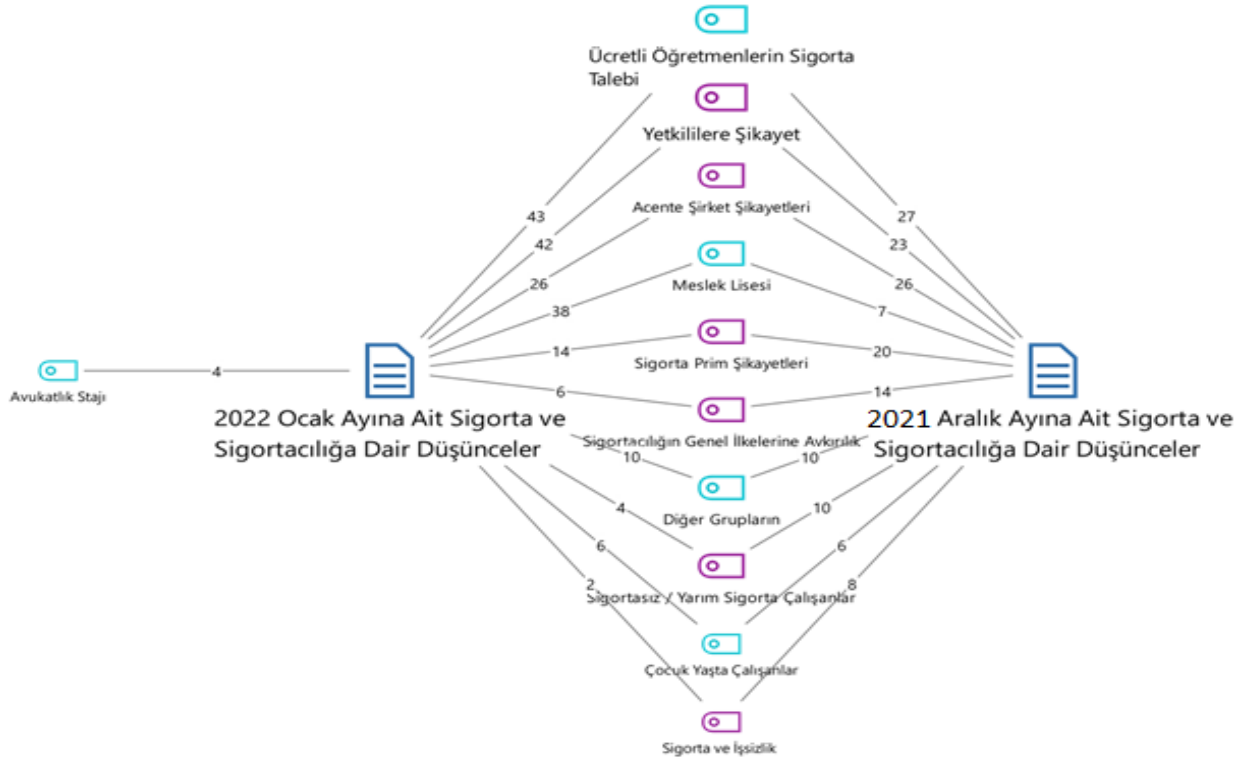 Ücretli Öğretmenlerin Sigorta
Talebi
Yetkililere Şikayet
Acente Şirket Şikayetleri
43
27
42
23
26
26
Meslek Lisesi
38
7
14
20
Sigorta Prim Şikayetleri
4
Avukatlık Stajı
6
14
2022 Ocak Ayına Ait Sigorta ve
Sigortacılığa Dair Düşünceler
2021 Aralık Ayına Ait Sigorta ve
Sigortacılığa Dair Düşünceler
Sigortacılığın Genel İlkelerine Aykırılık
10
10
Diğer Grupların
4
10
6
6
Sigortasız / Yarım Sigorta Çalışanlar
2
8
Çocuk Yaşta Çalışanlar
Sigorta ve İşsizlik